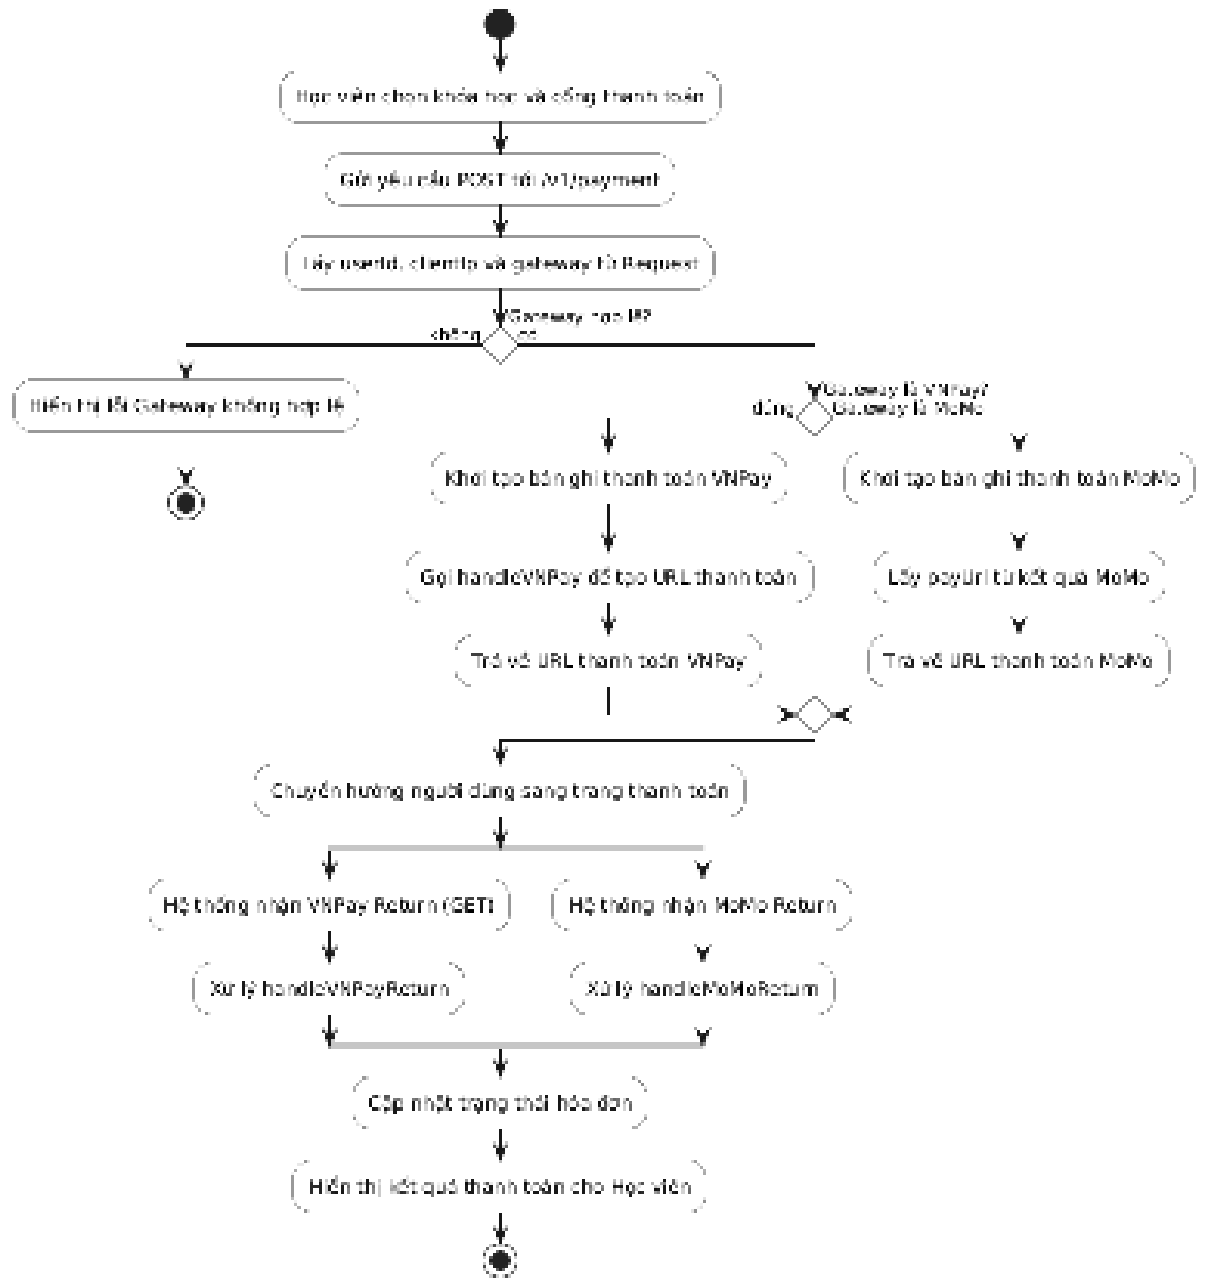 Học viên chọn khóa học và cổng thanh toán
Gửi yêu cầu POST tới /v1/payment
Lấy userId, clientIp và gateway từ Request
Gateway hợp lệ?
không
có
Hiển thị lỗi Gateway không hợp lệ
Gateway là VNPay?
đúng
Gateway là MoMo
Khởi tạo bản ghi thanh toán VNPay
Khởi tạo bản ghi thanh toán MoMo
Gọi handleVNPay để tạo URL thanh toán
Lấy payUrl từ kết quả MoMo
Trả về URL thanh toán VNPay
Trả về URL thanh toán MoMo
Chuyển hướng người dùng sang trang thanh toán
Hệ thống nhận VNPay Return (GET)
Hệ thống nhận MoMo Return
Xử lý handleVNPayReturn
Xử lý handleMoMoReturn
Cập nhật trạng thái hóa đơn
Hiển thị kết quả thanh toán cho Học viên